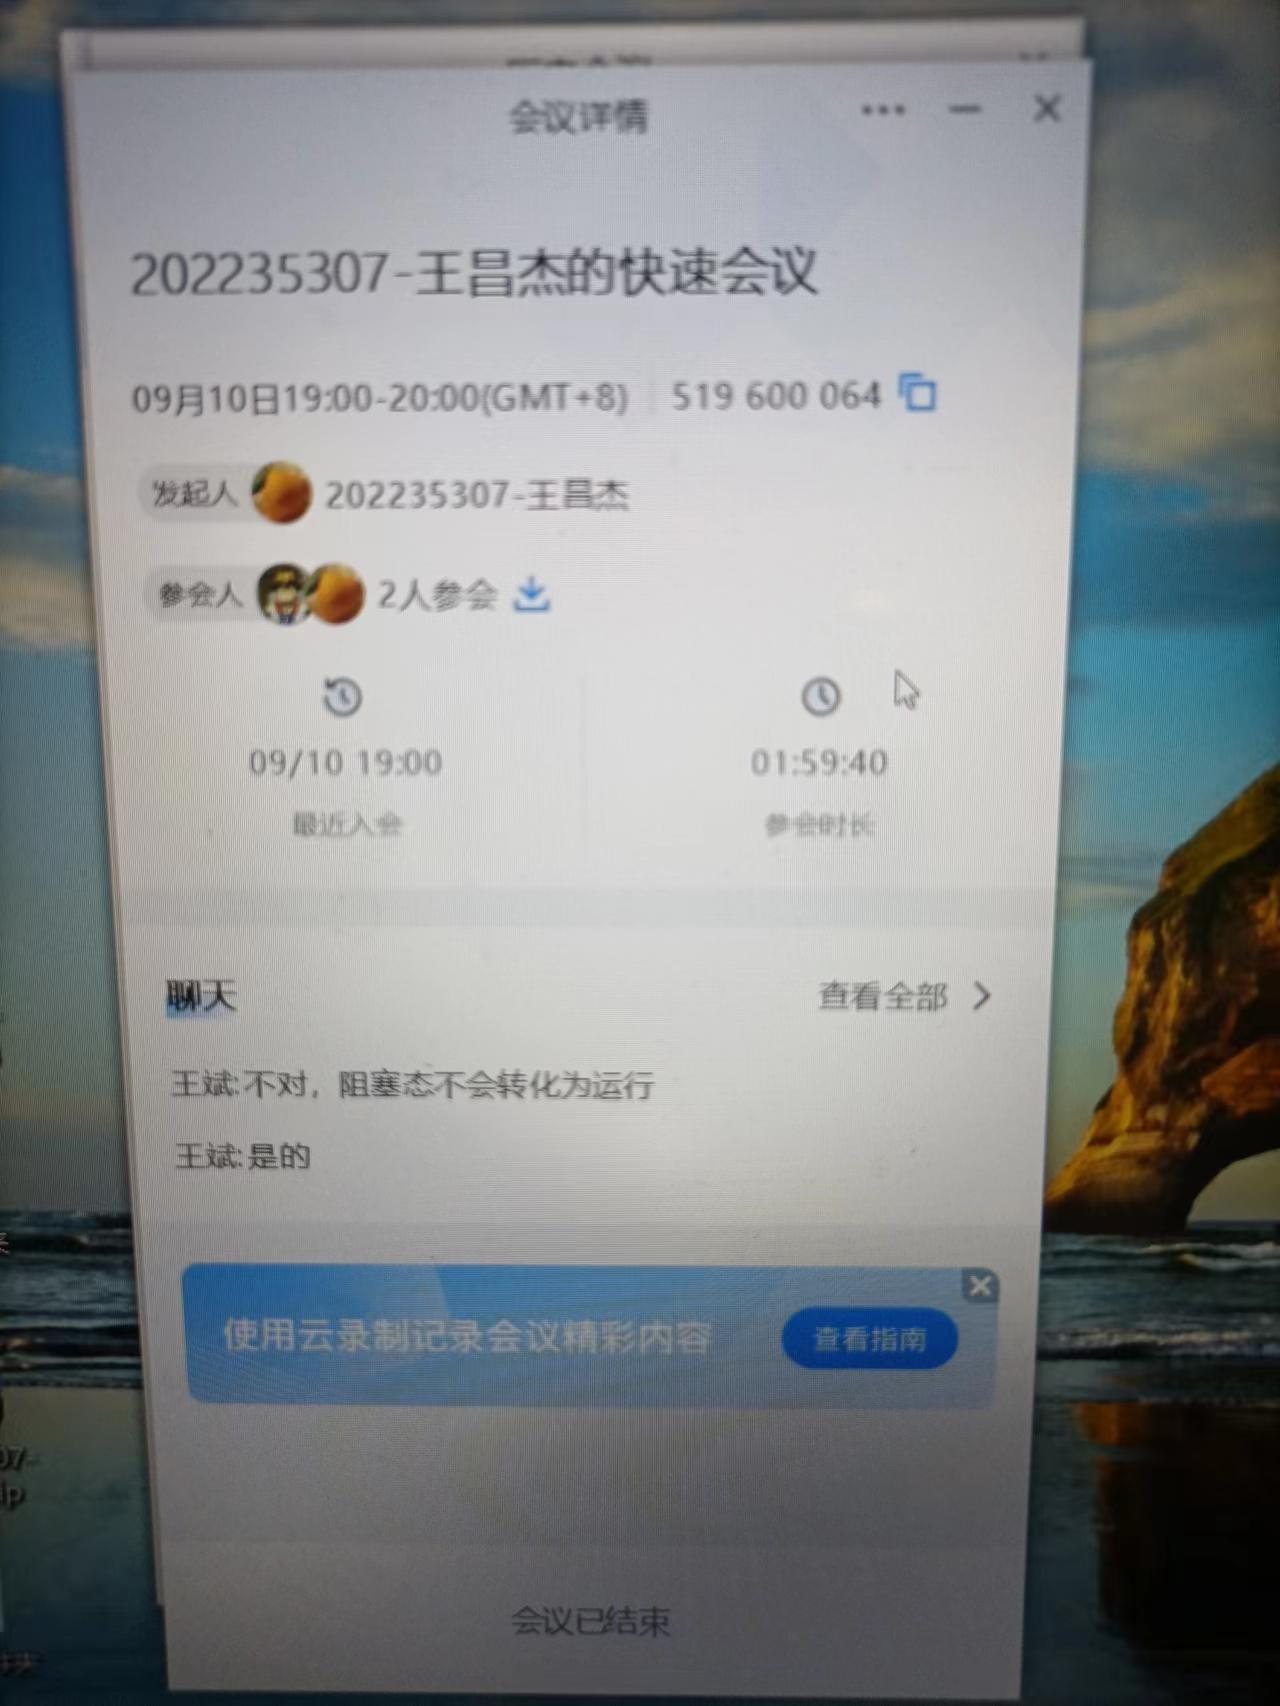 会议详情
202235307-王昌杰的快速会议
09月10日19:00-20:00(GMT+8) 519 600 064
发起人 202235307-王昌杰
参会人 2人参会
09/10 19:00 01:59:40
最近入会 参会时长
聊天 查看全部
王斌:不对，阻塞态不会转化为运行
王斌:是的
使用云录制记录会议精彩内容 查看指南
07-
ip
会议已结束